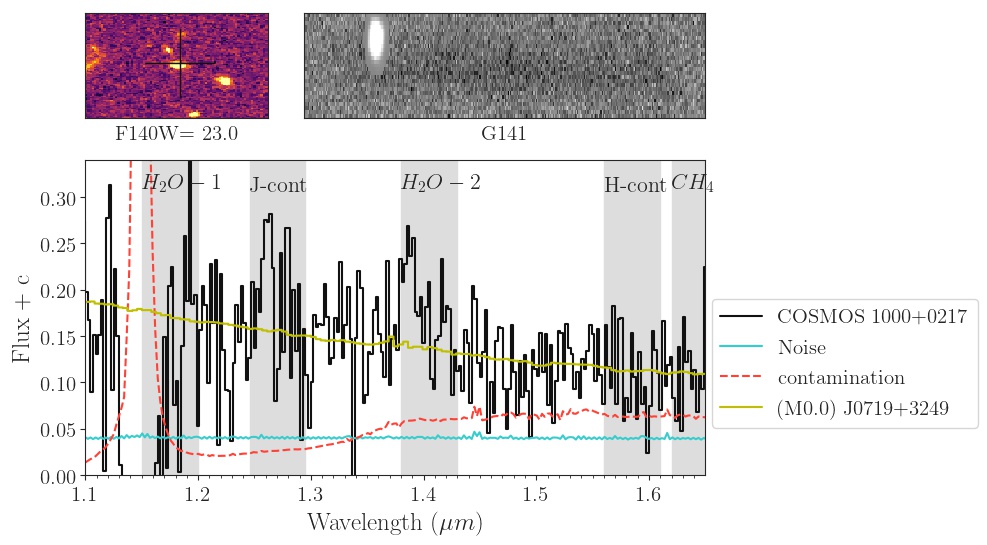 F140W= 23.0
G141
H₂O − 1
J-cont
H₂O − 2
H-cont
CH₄
0.30
0.25
0.20
0.15
0.10
0.05
0.00
Flux + c
1.1
1.2
1.3
1.4
1.5
1.6
Wavelength (μm)
COSMOS 1000+0217
Noise
contamination
(M0.0) J0719+3249